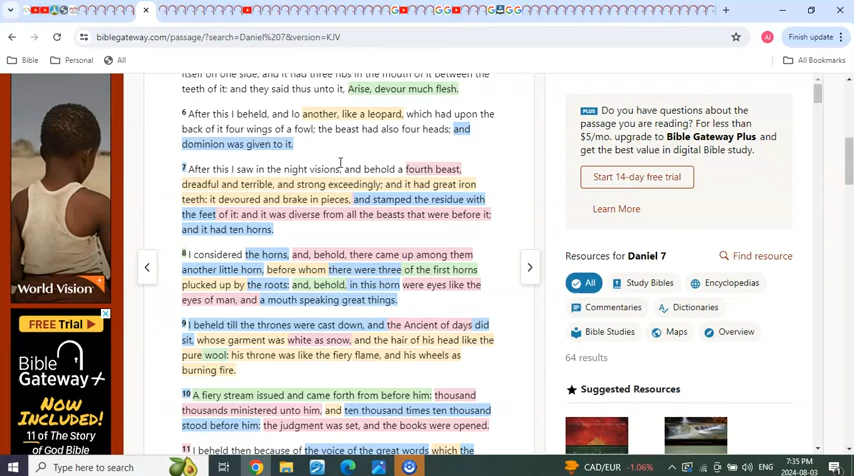 biblegateway.com/passage/?search=Daniel%207&version=KJV
AI
Finish update
Bible
Personal
All
All Bookmarks
itself on one side, and it had three ribs in the mouth of it between the
teeth of it: and they said thus unto it, Arise, devour much flesh.
6 After this I beheld, and lo another, like a leopard, which had upon the
back of it four wings of a fowl; the beast had also four heads; and
dominion was given to it.
7 After this I saw in the night visions, and behold a fourth beast,
dreadful and terrible, and strong exceedingly; and it had great iron
teeth: it devoured and brake in pieces, and stamped the residue with
the feet of it: and it was diverse from all the beasts that were before it;
and it had ten horns.
8 I considered the horns, and, behold, there came up among them
another little horn, before whom there were three of the first horns
plucked up by the roots: and, behold, in this horn were eyes like the
eyes of man, and a mouth speaking great things.
9 I beheld till the thrones were cast down, and the Ancient of days did
sit, whose garment was white as snow, and the hair of his head like the
pure wool: his throne was like the fiery flame, and his wheels as
burning fire.
10 A fiery stream issued and came forth from before him: thousand
thousands ministered unto him, and ten thousand times ten thousand
stood before him: the judgment was set, and the books were opened.
11 I beheld then because of the voice of the great words which the
World Vision
FREE Trial
Bible
Gateway+
NOW
INCLUDED!
11 of The Story
of God Bible
PLUS Do you have questions about the
passage you are reading? For less than
$5/mo. upgrade to Bible Gateway Plus and
get the best value in digital Bible study.
Start 14-day free trial
Learn More
Resources for Daniel 7
Find resource
All
Study Bibles
Encyclopedias
Commentaries
Dictionaries
Bible Studies
Maps
Overview
64 results
Suggested Resources
Type here to search
CAD/EUR -1.06%
7:35 PM
2024-08-03